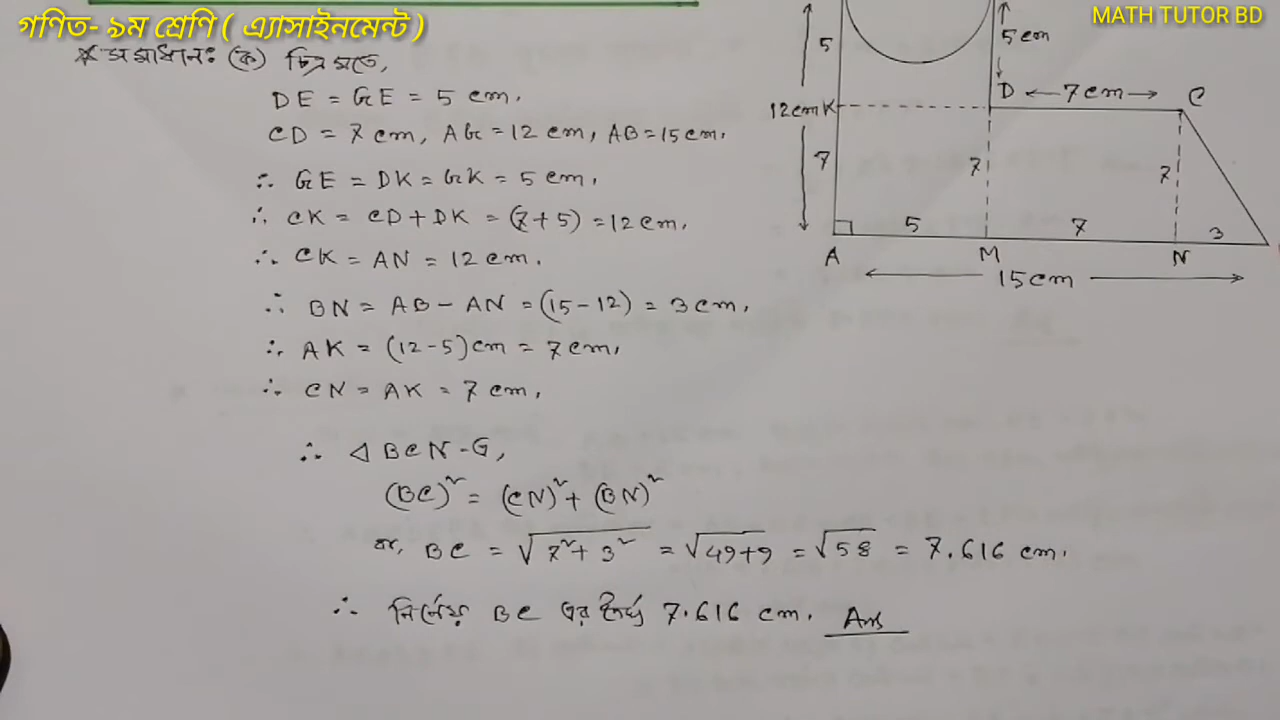 গণিত- ৯ম শ্রেণি ( এ্যাসাইনমেন্ট )
MATH TUTOR BD
* সমাধানঃ (ক) চিত্রমতে,
DE = GE = 5 cm.
CD = 7 cm, AG = 12 cm, AB = 15 cm.
∴ GE = DK = GK = 5 cm.
∴ CK = CD + DK = (7+5) = 12 cm.
∴ CK = AN = 12 cm.
∴ BN = AB - AN = (15-12) = 3 cm.
∴ AK = (12-5) cm = 7 cm.
∴ CN = AK = 7 cm.
∴ △ BCN -এ,
(BC)² = (CN)² + (BN)²
or, BC = √7²+3² = √49+9 = √58 = 7.616 cm.
∴ নির্ণেয় BC এর দৈর্ঘ্য 7.616 cm. Ans
5
5 cm
D 7 cm C
12 cm K
7
7
7
5
7
3
A
M
N
15 cm